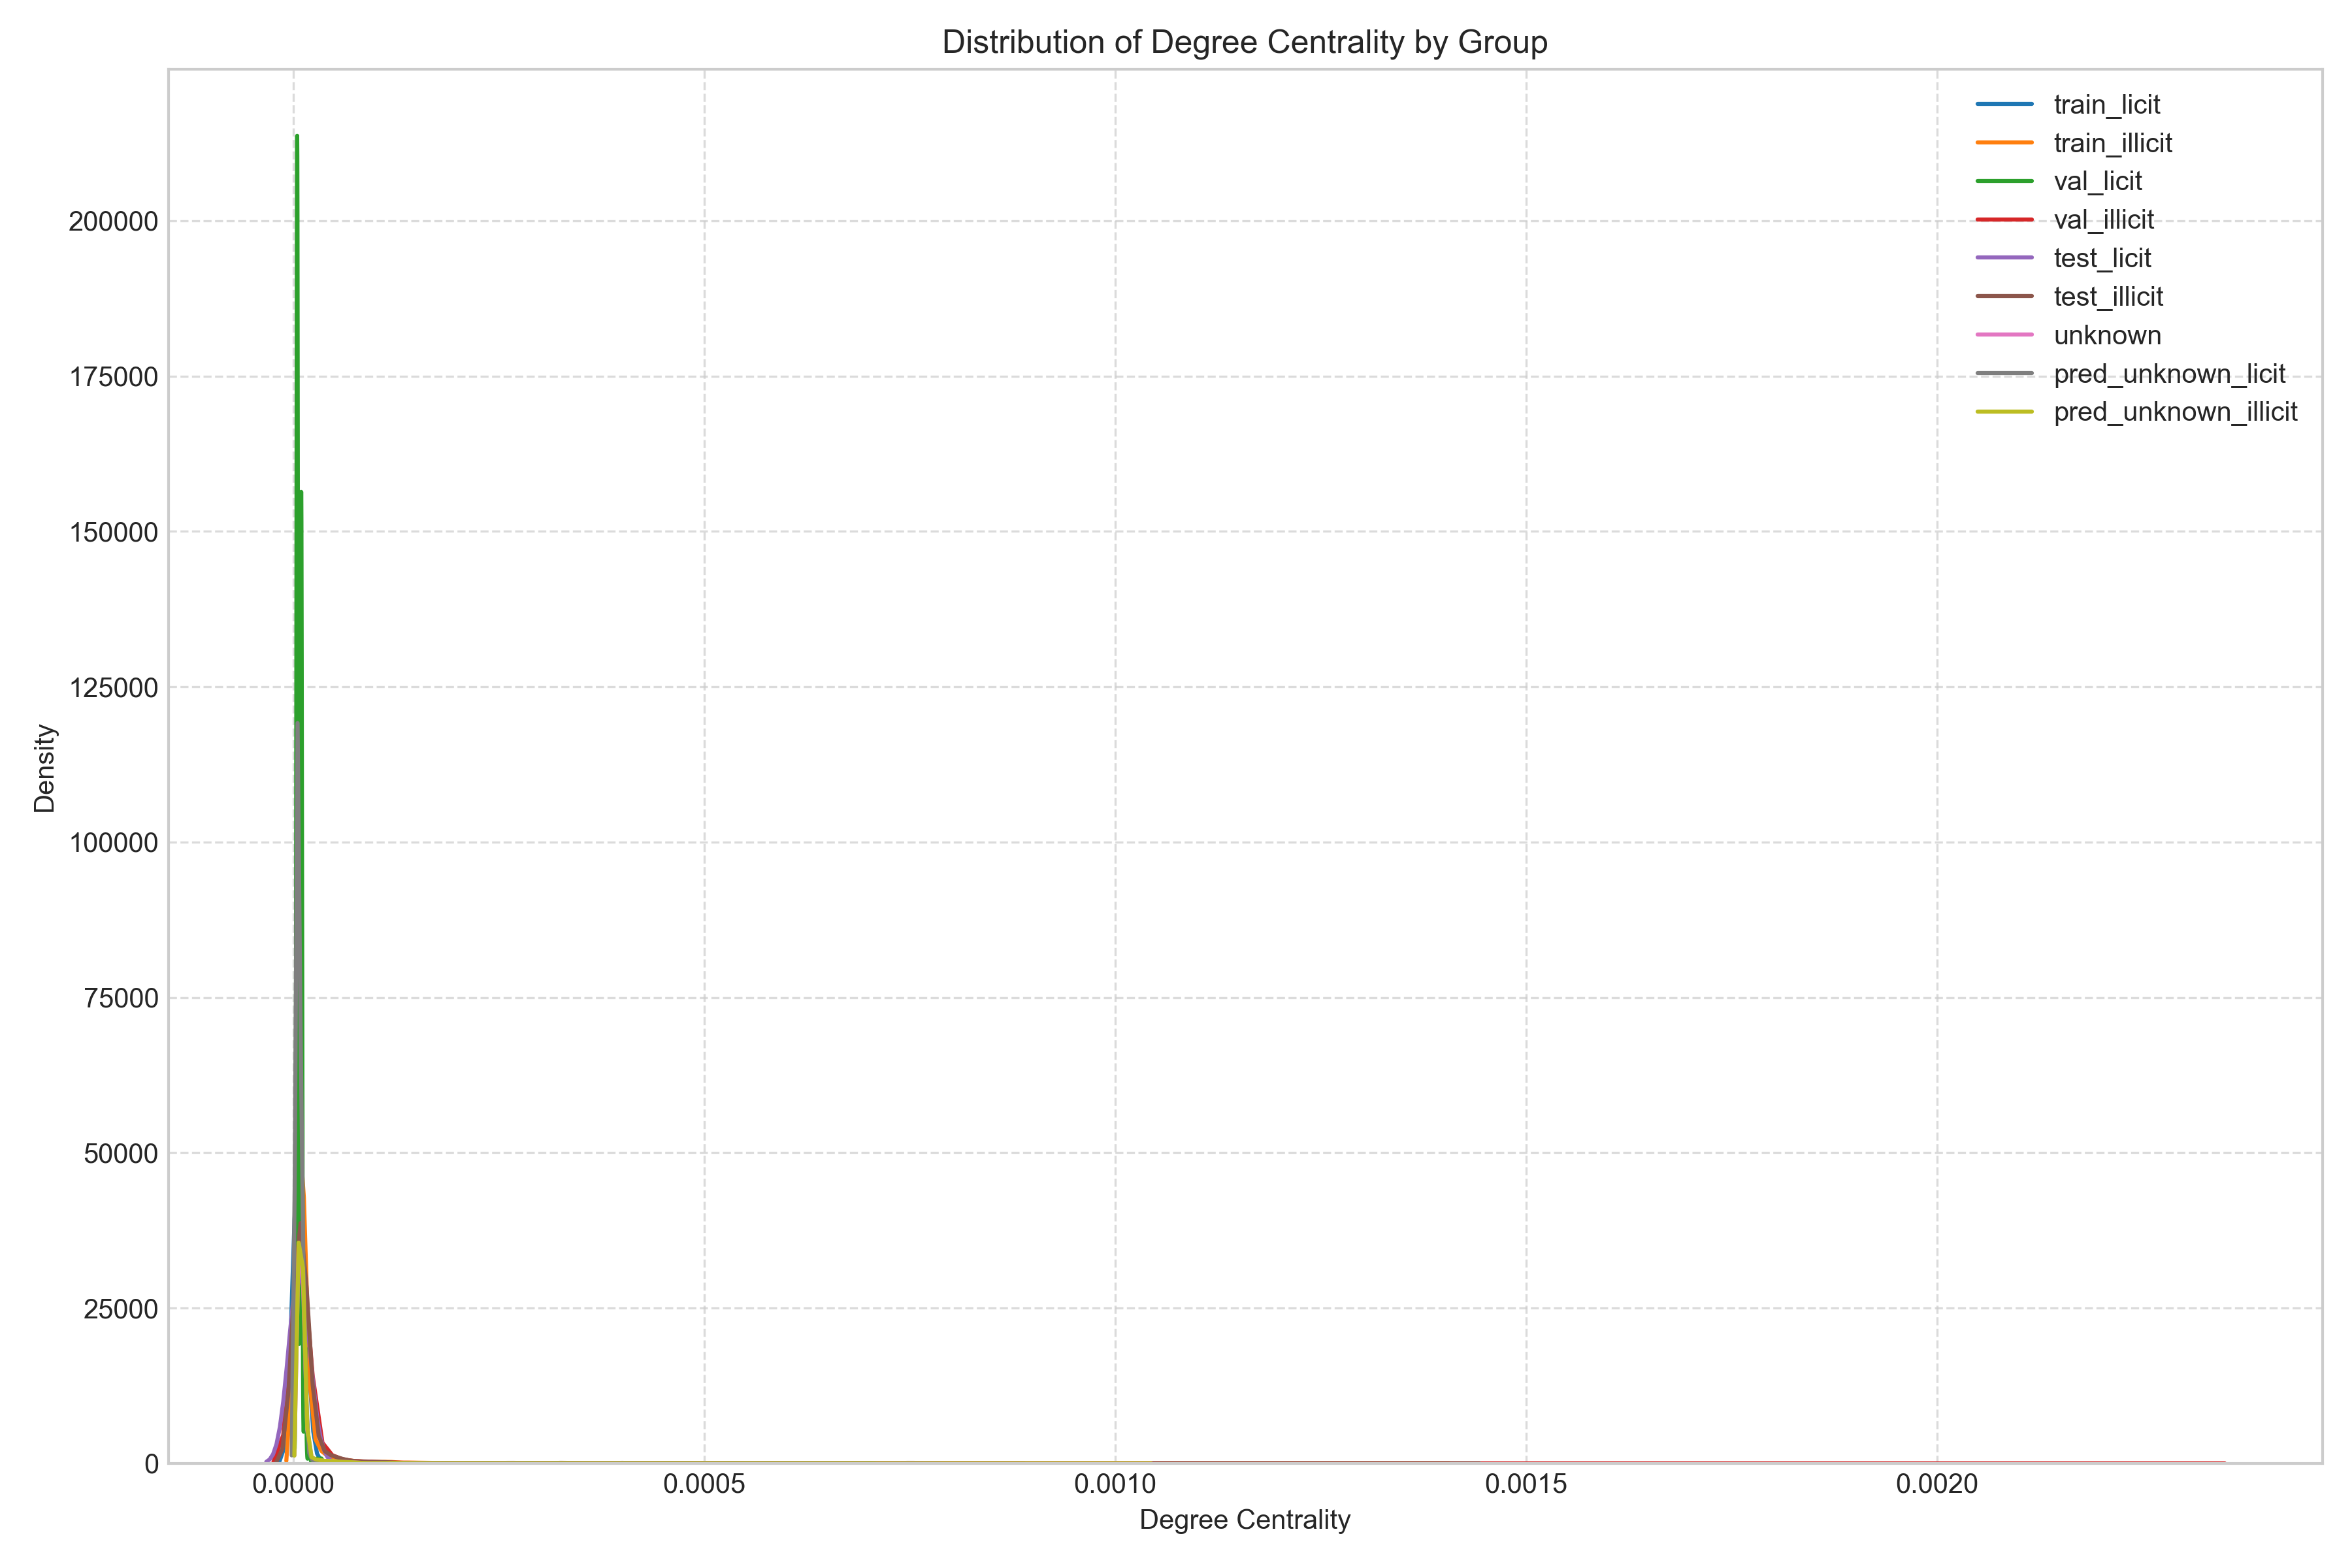 Distribution of Degree Centrality by Group
train_licit
train_illicit
val_licit
val_illicit
test_licit
test_illicit
unknown
pred_unknown_licit
pred_unknown_illicit
Density
200000
175000
150000
125000
100000
75000
50000
25000
0
0.0000 0.0005 0.0010 0.0015 0.0020
Degree Centrality